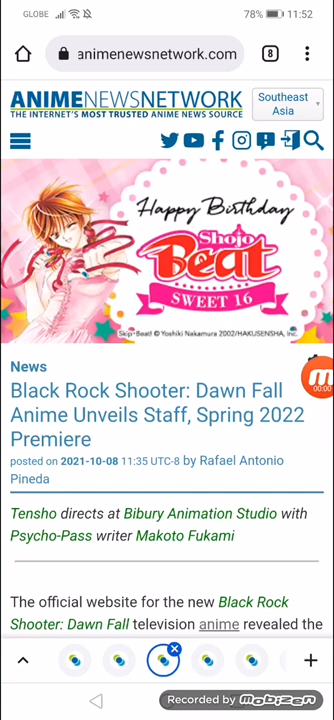 GLOBE 78% 11:52
animenewsnetwork.com 8
ANIMENEWSNETWORK Southeast
THE INTERNET'S MOST TRUSTED ANIME NEWS SOURCE Asia
Happy Birthday
Shojo
Beat
SWEET 16
Skip・Beat! © Yoshiki Nakamura 2002/HAKUSENSHA, Inc.
News
Black Rock Shooter: Dawn Fall
Anime Unveils Staff, Spring 2022
Premiere
00:00
posted on 2021-10-08 11:35 UTC-8 by Rafael Antonio
Pineda
Tensho directs at Bibury Animation Studio with
Psycho-Pass writer Makoto Fukami
The official website for the new Black Rock
Shooter: Dawn Fall television anime revealed the
Recorded by MOBIZEN